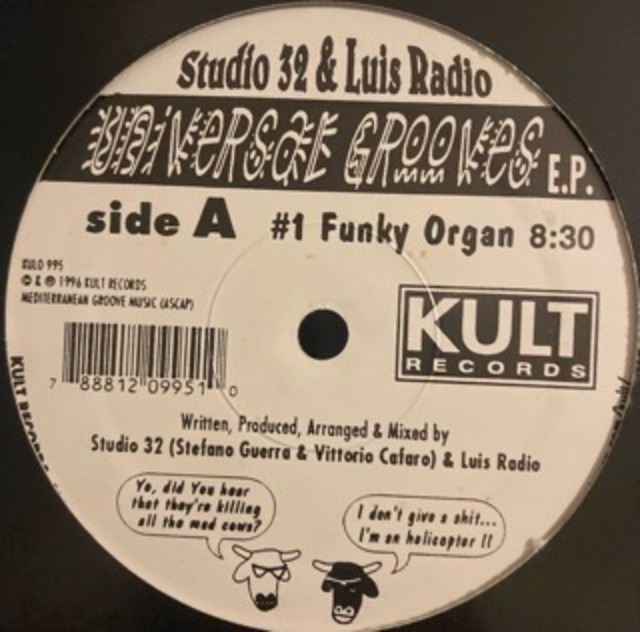 Studio 32 & Luis Radio
UNiVeRSaL GRooVeS E.P.
side A #1 Funky Organ 8:30
KULO 995
© & ℗ 1996 KULT RECORDS
MEDITERRANEAN GROOVE MUSIC (ASCAP)
KULT
RECORDS
7 88812 09951 0
KULT RECORDS
Written, Produced, Arranged & Mixed by
Studio 32 (Stefano Guerra & Vittorio Cafaro) & Luis Radio
Yo, did You hear
that they're killing
all the mad cows?
I don't give a shit...
I'm an helicopter !!